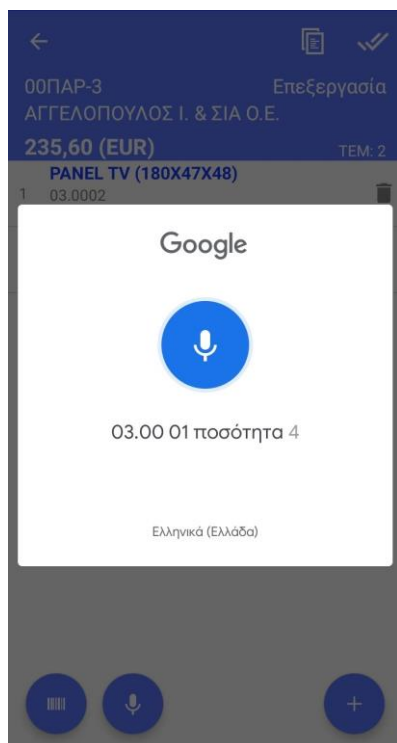 00ΠΑΡ-3 Επεξεργασία
ΑΓΓΕΛΟΠΟΥΛΟΣ Ι. & ΣΙΑ Ο.Ε.
235,60 (EUR) ΤΕΜ: 2
PANEL TV (180X47X48)
1 03.0002
Google
03.00 01 ποσότητα 4
Ελληνικά (Ελλάδα)